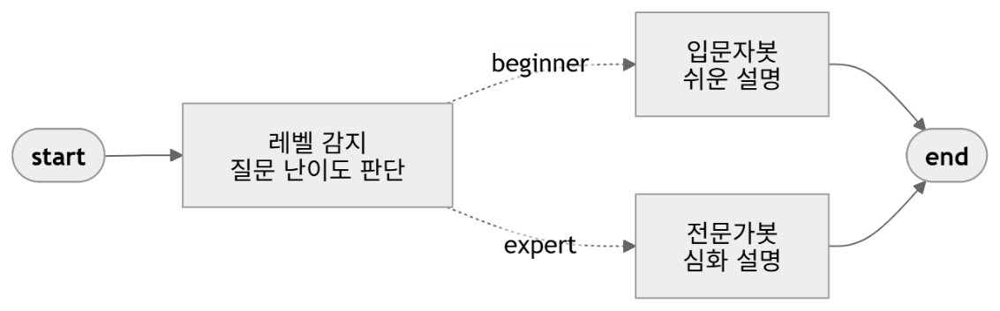 start
레벨 감지
질문 난이도 판단
beginner
입문자봇
쉬운 설명
expert
전문가봇
심화 설명
end